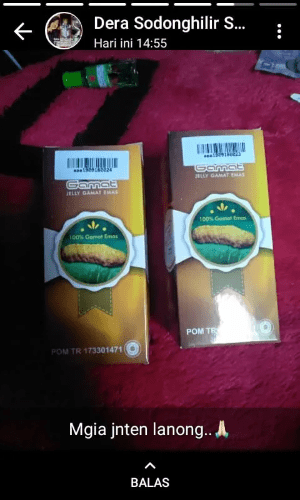 Dera Sodonghilir S...
Hari ini 14:55
Gamat
JELLY GAMAT EMAS
100% Gamat Emas
POM TR 173301471
Gamat
JELLY GAMAT EMAS
100% Gamat Emas
POM TR
Mgia jnten lanong..🙏🏻
BALAS